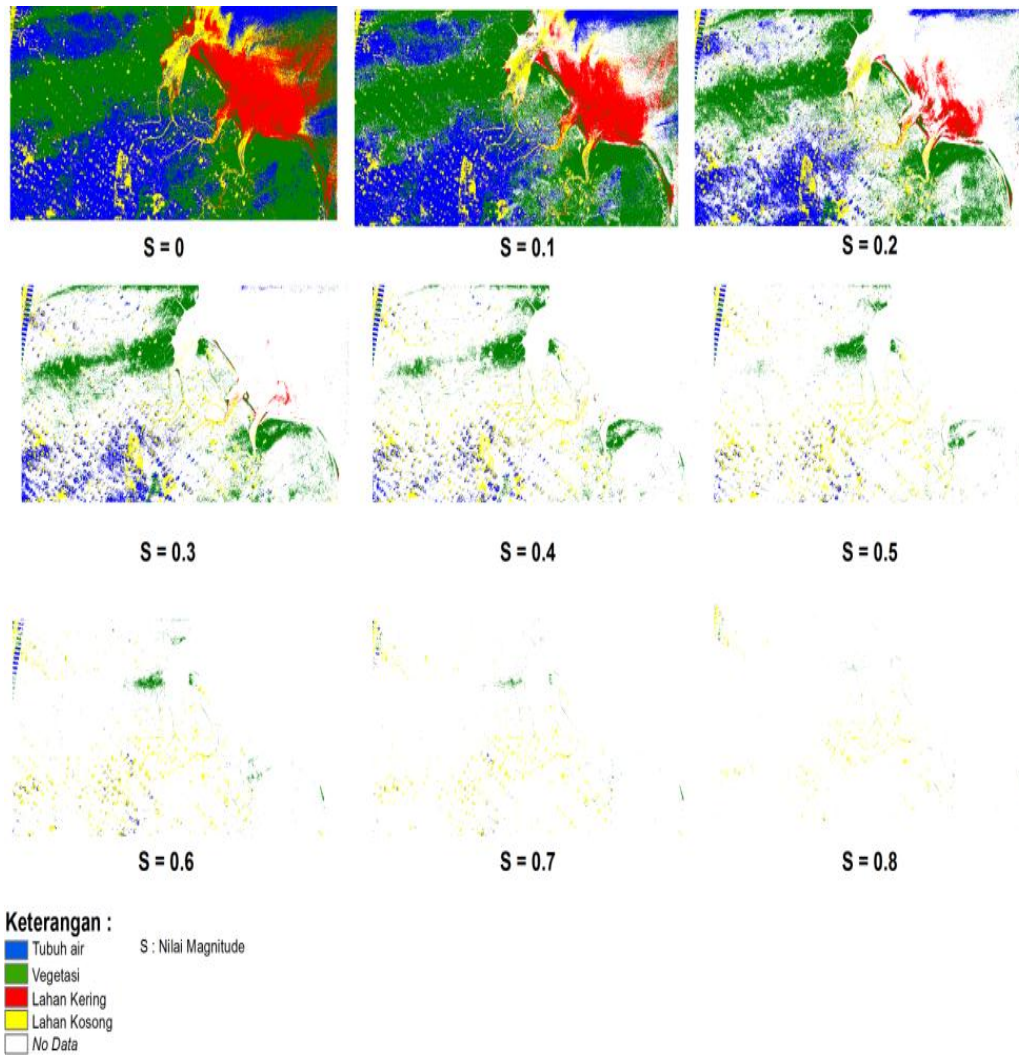 S = 0
S = 0.1
S = 0.2
S = 0.3
S = 0.4
S = 0.5
S = 0.6
S = 0.7
S = 0.8
Keterangan :
Tubuh air
S : Nilai Magnitude
Vegetasi
Lahan Kering
Lahan Kosong
No Data